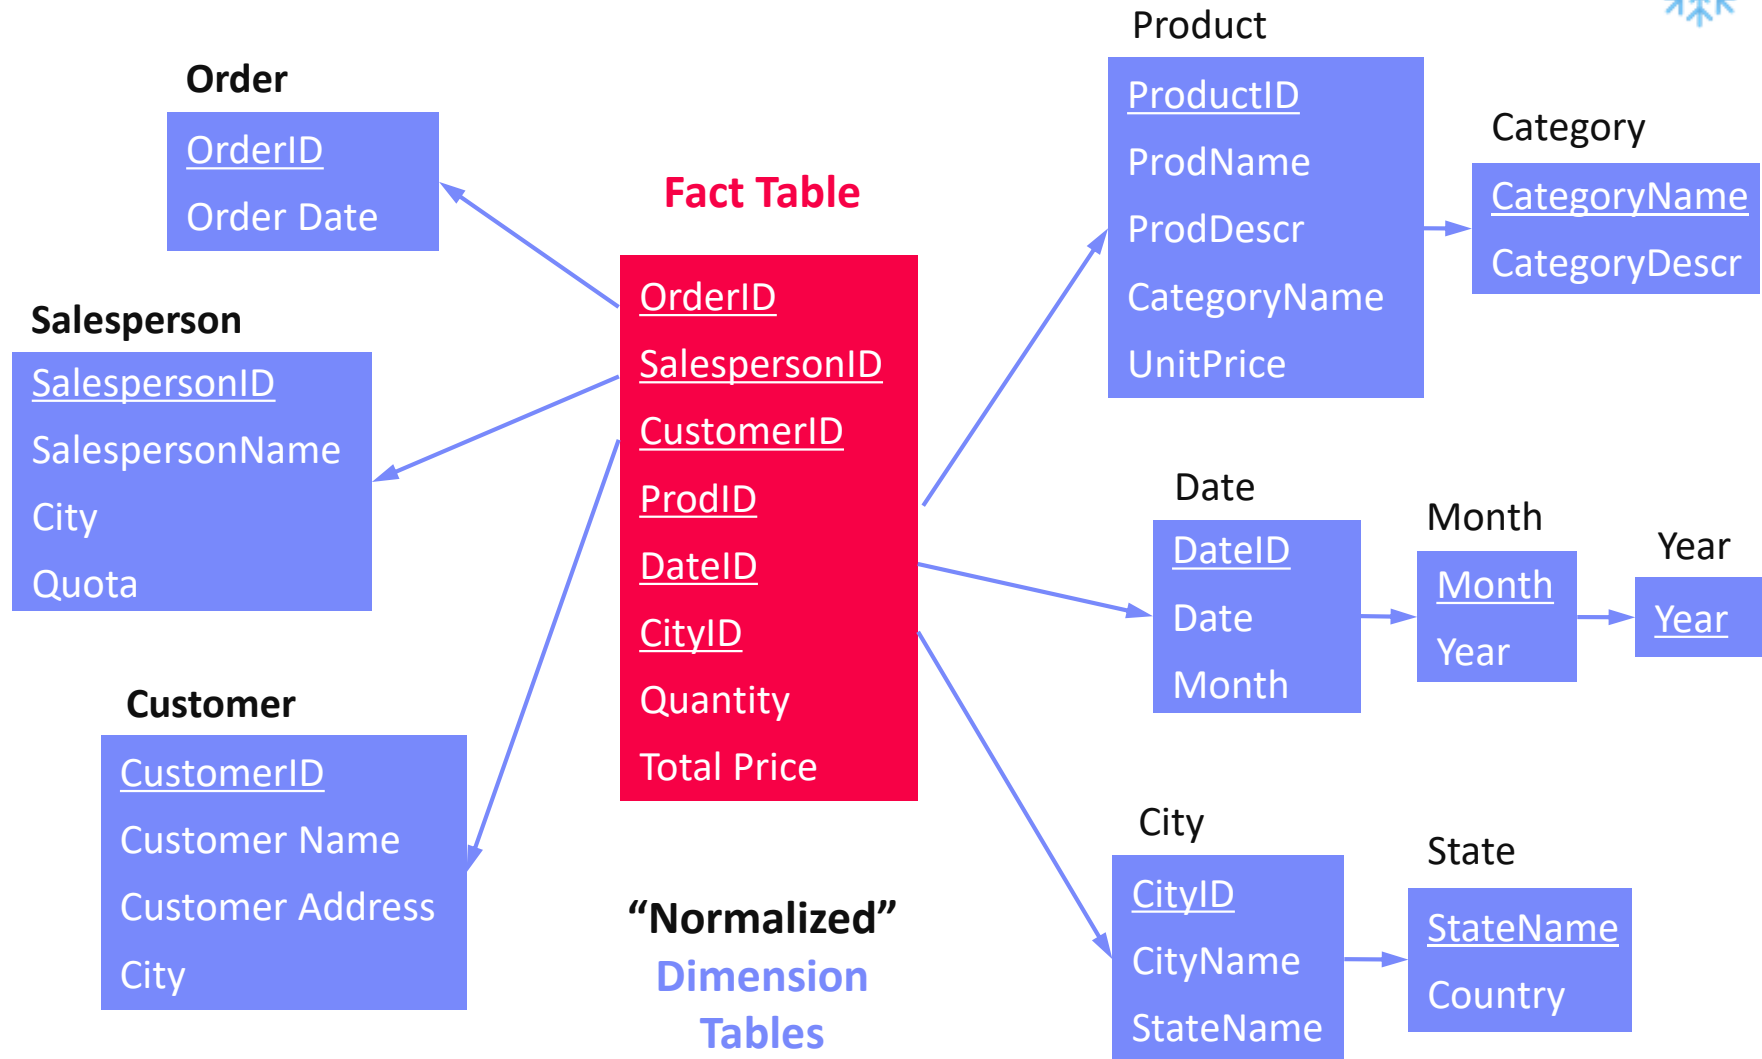 Order
OrderID
Order Date
Salesperson
SalespersonID
SalespersonName
City
Quota
Customer
CustomerID
Customer Name
Customer Address
City
Fact Table
OrderID
SalespersonID
CustomerID
ProdID
DateID
CityID
Quantity
Total Price
“Normalized”
Dimension
Tables
Product
ProductID
ProdName
ProdDescr
CategoryName
UnitPrice
Category
CategoryName
CategoryDescr
Date
DateID
Date
Month
Month
Month
Year
Year
Year
City
CityID
CityName
StateName
State
StateName
Country